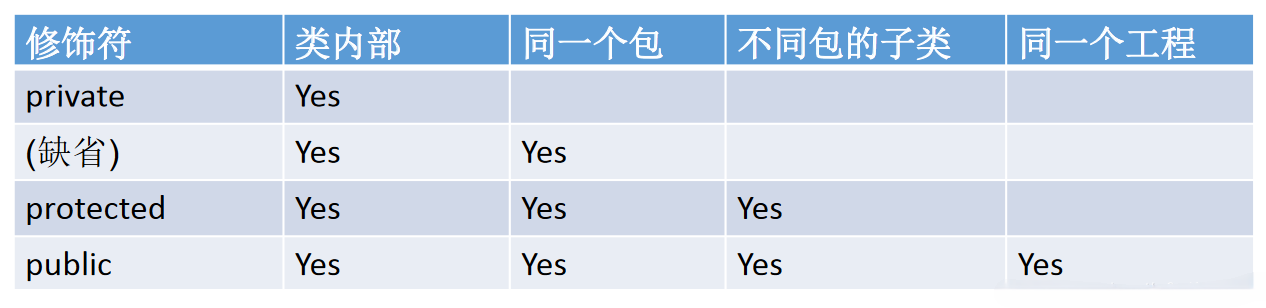 修饰符 类内部 同一个包 不同包的子类 同一个工程
private Yes
(缺省) Yes Yes
protected Yes Yes Yes
public Yes Yes Yes Yes